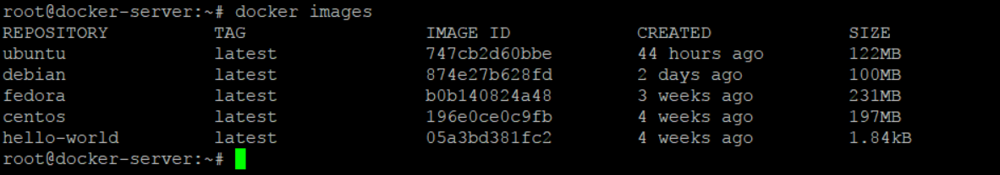 root@docker-server:~# docker images
REPOSITORY TAG IMAGE ID CREATED SIZE
ubuntu latest 747cb2d60bbe 44 hours ago 122MB
debian latest 874e27b628fd 2 days ago 100MB
fedora latest b0b140824a48 3 weeks ago 231MB
centos latest 196e0ce0c9fb 4 weeks ago 197MB
hello-world latest 05a3bd381fc2 4 weeks ago 1.84kB
root@docker-server:~#